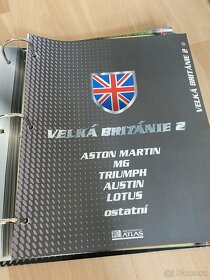 VELKÁ BRITÁNIE 2
ASTON MARTIN
MG
TRIUMPH
AUSTIN
LOTUS
ostatní
ATLAS
VELKÁ BRITÁNIE 2